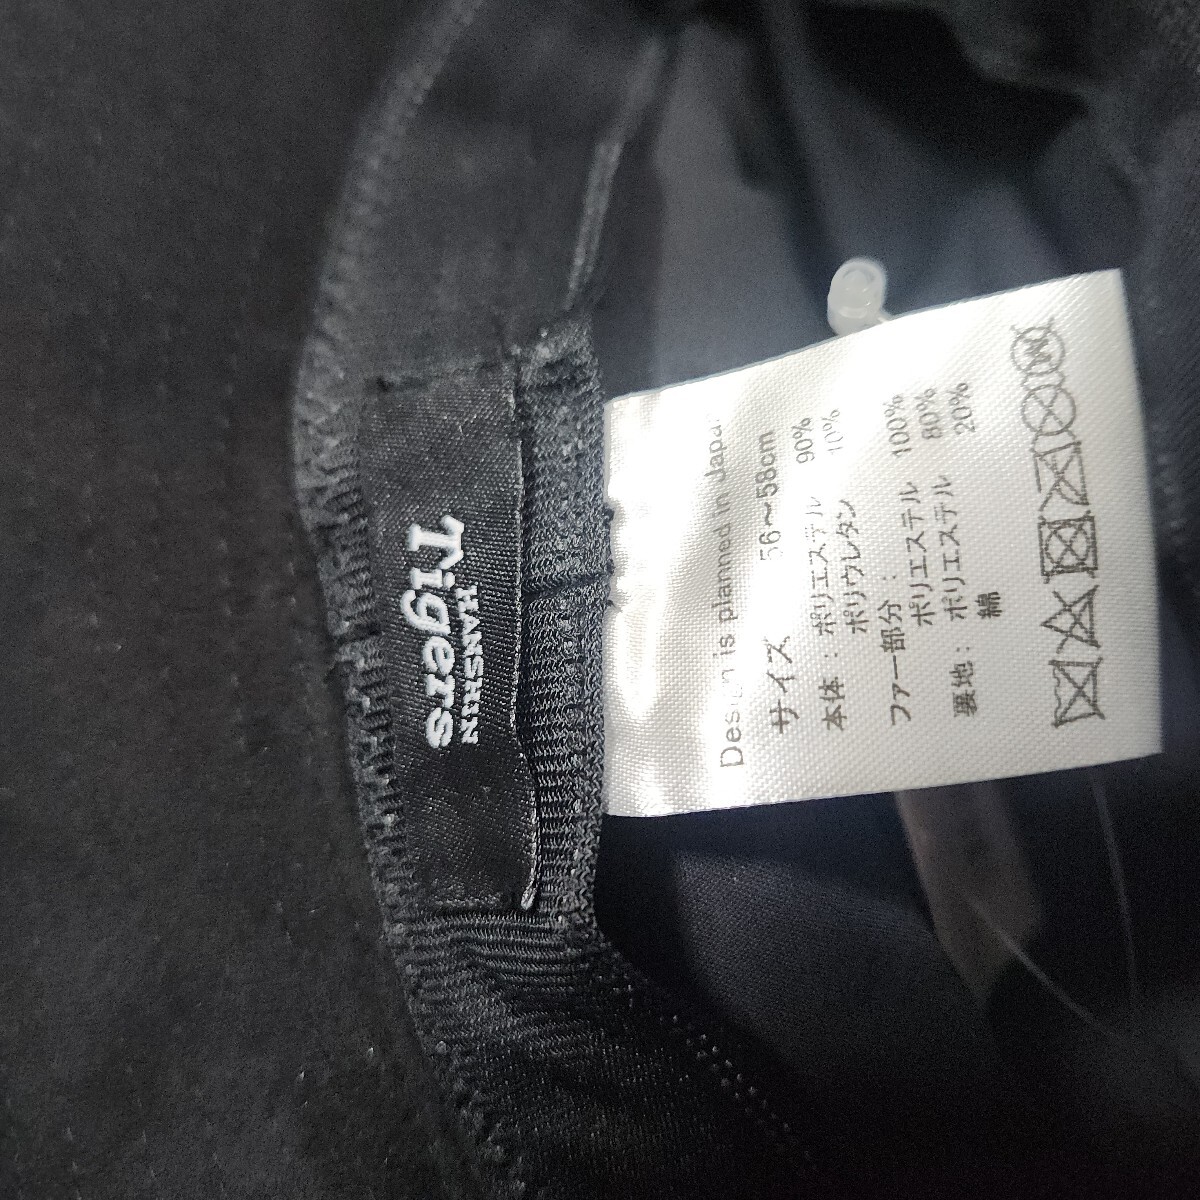 HANSHIN
Tigers
Design is planned in Japan
サイズ 56～58cm
本体： ポリエステル 90%
ポリウレタン 10%
ファー部分：
ポリエステル 100%
裏地： ポリエステル 80%
綿 20%